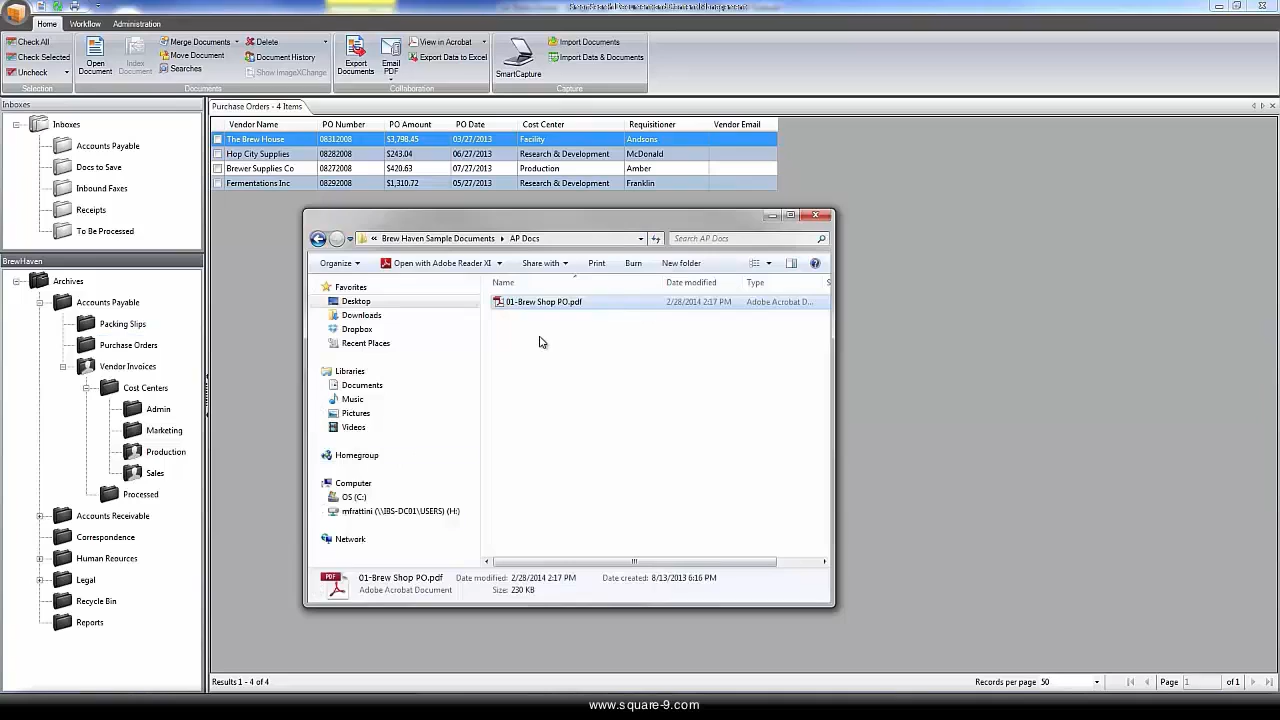 Home Workflow Administration
Check All
Check Selected
Uncheck
Selection
Open Document
Index Document
Merge Documents
Move Document
Searches
Delete
Document History
Show ImageXChange
Documents
Export Documents
Email PDF
View in Acrobat
Export Data to Excel
Collaboration
SmartCapture
Import Documents
Import Data & Documents
Capture
Inboxes
Inboxes
Accounts Payable
Docs to Save
Inbound Faxes
Receipts
To Be Processed
BrewHaven
Archives
Accounts Payable
Packing Slips
Purchase Orders
Vendor Invoices
Cost Centers
Admin
Marketing
Production
Sales
Processed
Accounts Receivable
Correspondence
Human Resources
Legal
Recycle Bin
Reports
Purchase Orders - 4 Items
Vendor Name PO Number PO Amount PO Date Cost Center Requisitioner Vendor Email
The Brew House 08312008 $3,798.45 03/27/2013 Facility Andsons
Hop City Supplies 08282008 $243.04 06/27/2013 Research & Development McDonald
Brewer Supplies Co 08272008 $420.63 07/27/2013 Production Amber
Fermentations Inc 08292008 $1,310.72 05/27/2013 Research & Development Franklin
« Brew Haven Sample Documents AP Docs
Search AP Docs
Organize Open with Adobe Reader XI Share with Print Burn New folder
Favorites
Desktop
Downloads
Dropbox
Recent Places
Libraries
Documents
Music
Pictures
Videos
Homegroup
Computer
OS (C:)
mfrattini (\\IBS-DC01\USERS) (H:)
Network
Name Date modified Type S
01-Brew Shop PO.pdf 2/28/2014 2:17 PM Adobe Acrobat D...
PDF
01-Brew Shop PO.pdf Date modified: 2/28/2014 2:17 PM Date created: 8/13/2013 6:16 PM
Adobe Acrobat Document Size: 230 KB
Results 1 - 4 of 4
Records per page 50
Page 1 of 1
www.square-9.com